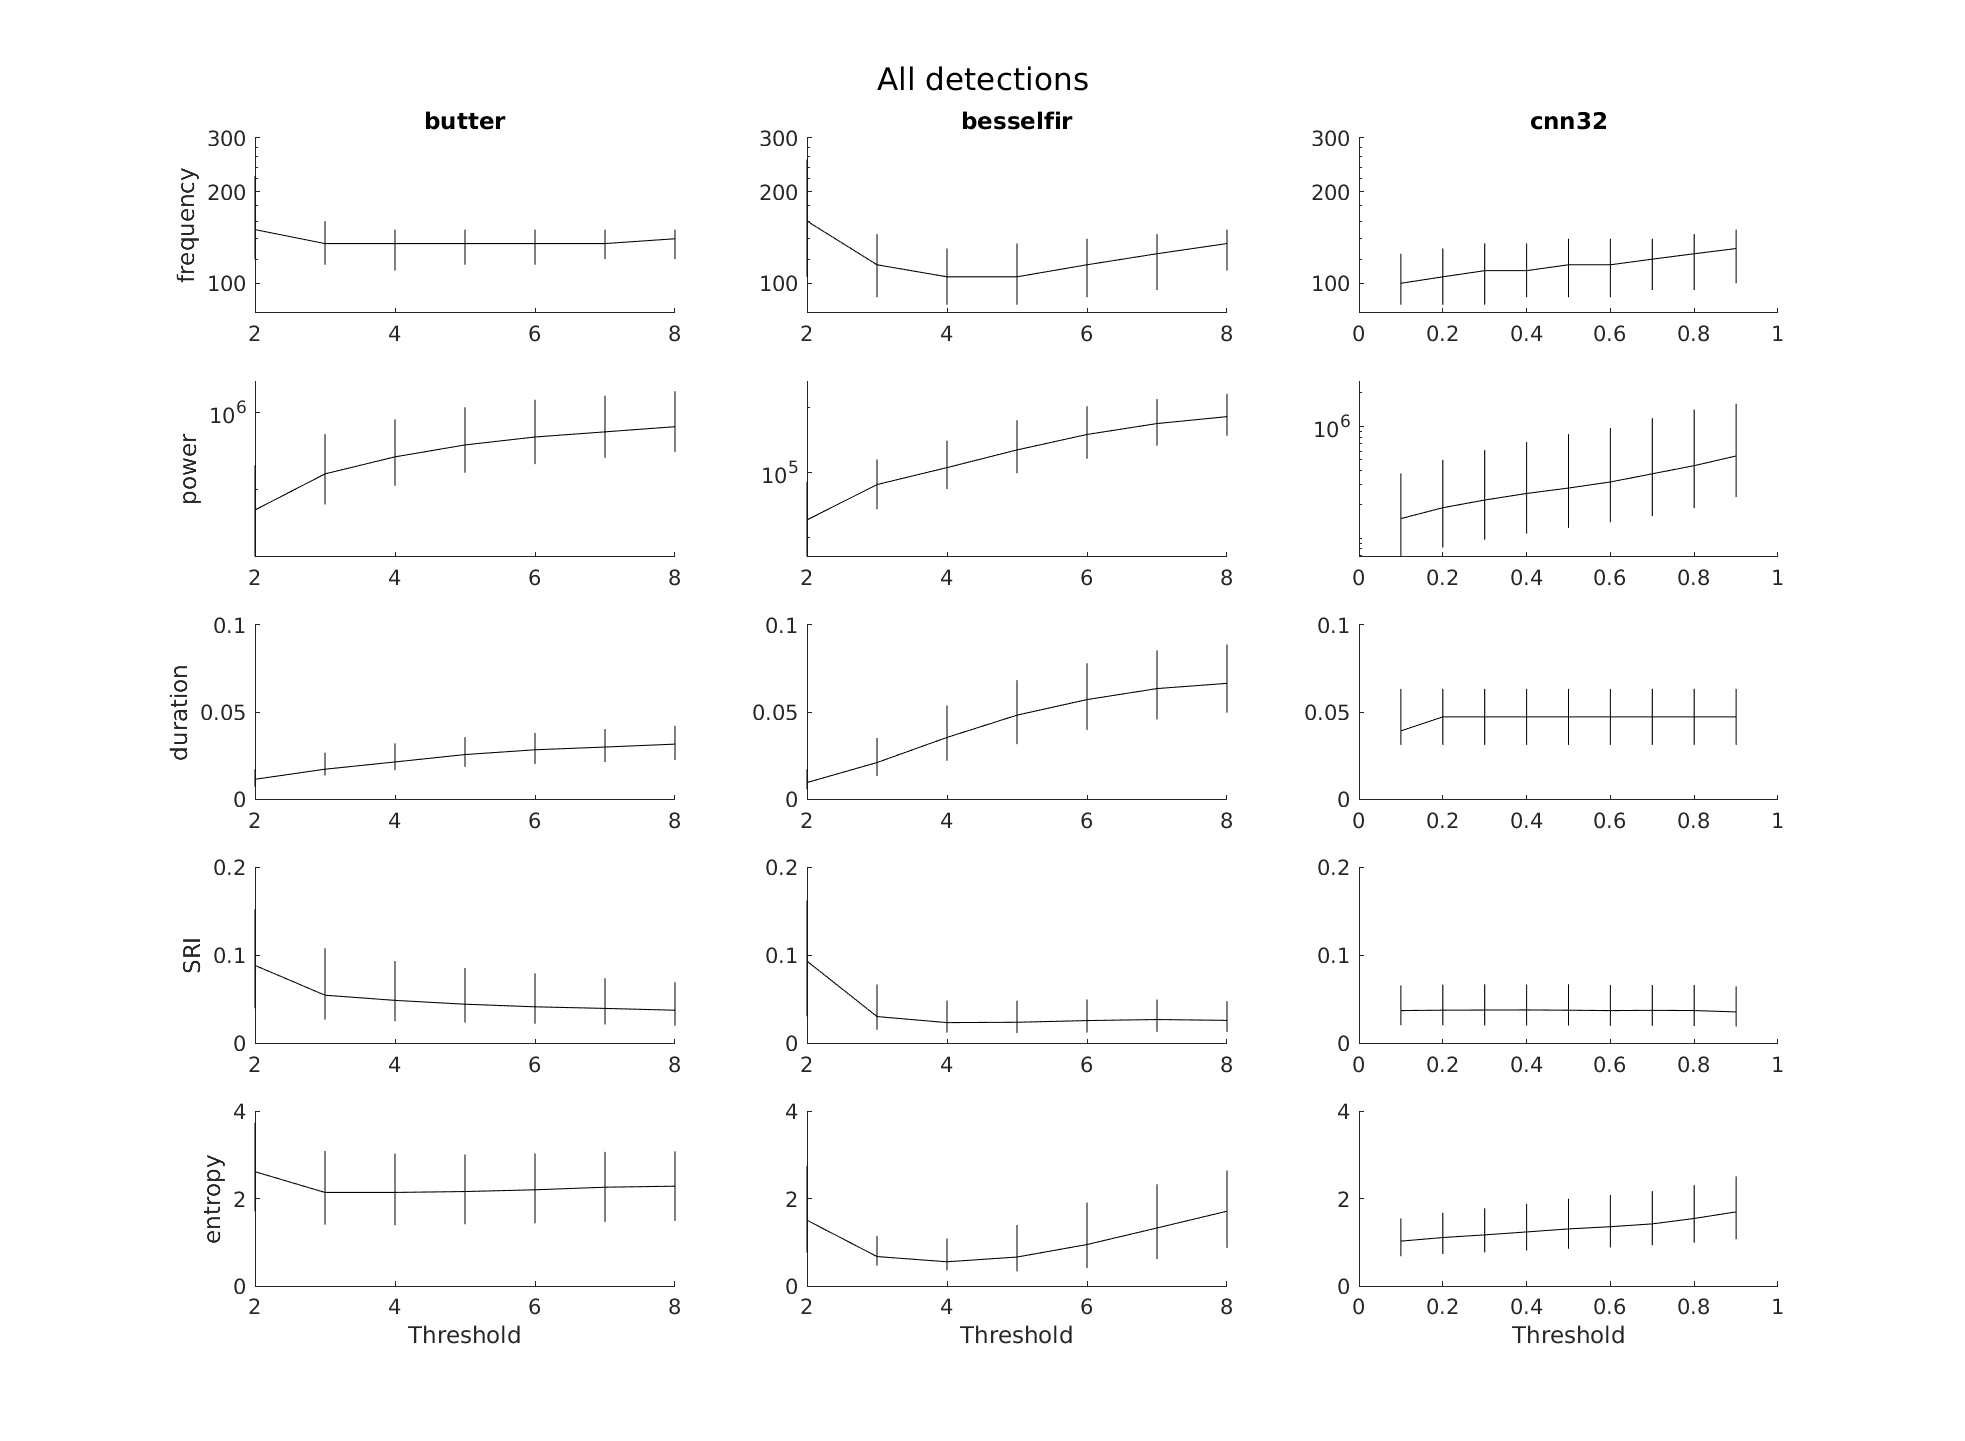 All detections
butter besselfir cnn32
frequency
300 200 100
2 4 6 8
300 200 100
2 4 6 8
300 200 100
0 0.2 0.4 0.6 0.8 1
power
10^6
2 4 6 8
10^5
2 4 6 8
10^6
0 0.2 0.4 0.6 0.8 1
duration
0.1 0.05 0
2 4 6 8
0.1 0.05 0
2 4 6 8
0.1 0.05 0
0 0.2 0.4 0.6 0.8 1
SRI
0.2 0.1 0
2 4 6 8
0.2 0.1 0
2 4 6 8
0.2 0.1 0
0 0.2 0.4 0.6 0.8 1
entropy
4 2 0
2 4 6 8
4 2 0
2 4 6 8
4 2 0
0 0.2 0.4 0.6 0.8 1
Threshold Threshold Threshold